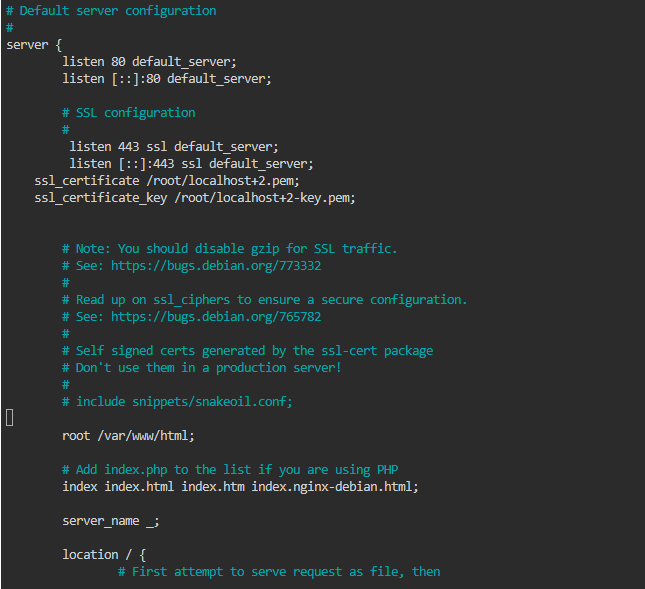 # Default server configuration
#
server {
        listen 80 default_server;
        listen [::]:80 default_server;
        # SSL configuration
        #
         listen 443 ssl default_server;
         listen [::]:443 ssl default_server;
    ssl_certificate /root/localhost+2.pem;
    ssl_certificate_key /root/localhost+2-key.pem;
        # Note: You should disable gzip for SSL traffic.
        # See: https://bugs.debian.org/773332
        #
        # Read up on ssl_ciphers to ensure a secure configuration.
        # See: https://bugs.debian.org/765782
        #
        # Self signed certs generated by the ssl-cert package
        # Don't use them in a production server!
        #
        # include snippets/snakeoil.conf;
        root /var/www/html;
        # Add index.php to the list if you are using PHP
        index index.html index.htm index.nginx-debian.html;
        server_name _;
        location / {
                # First attempt to serve request as file, then